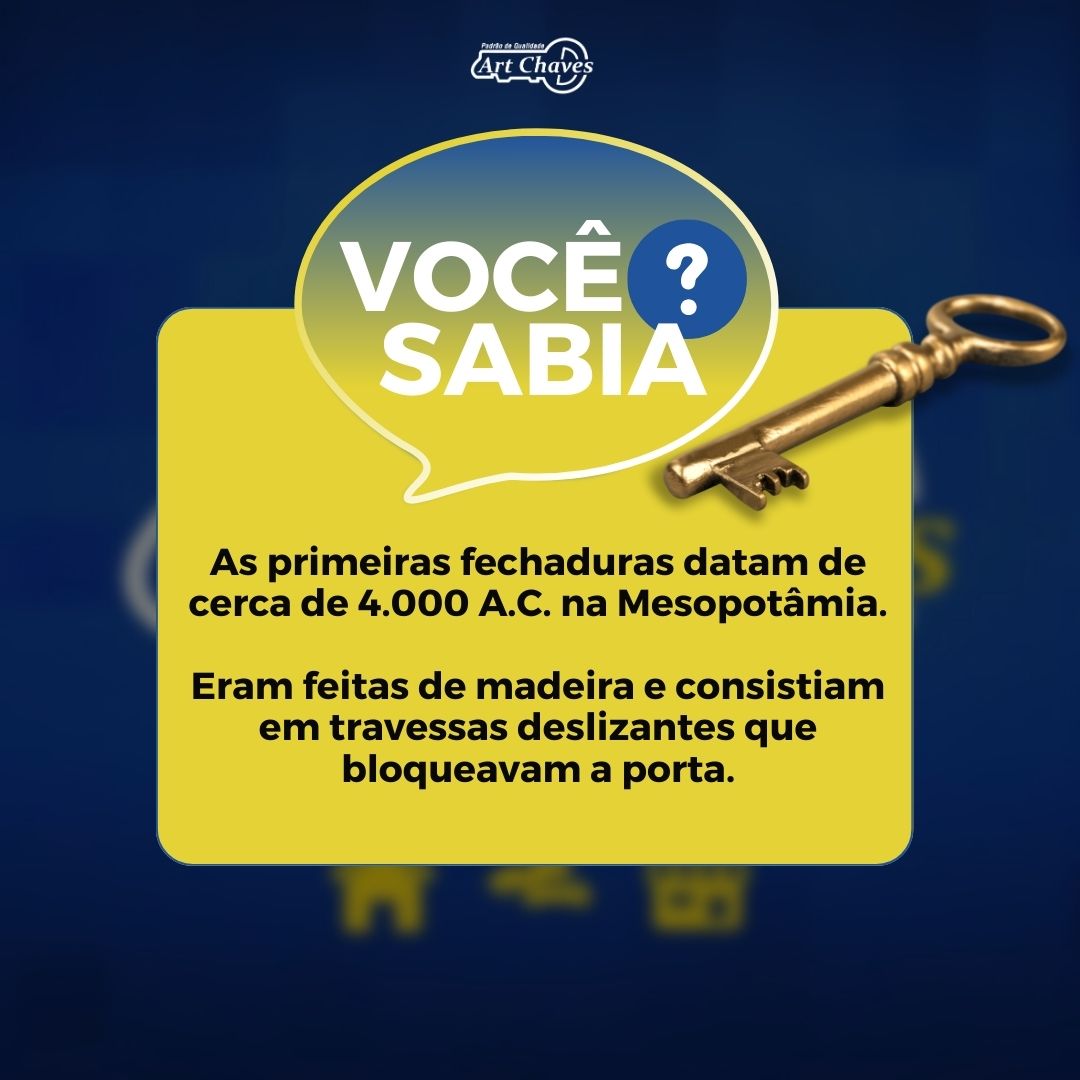 Padrão de Qualidade
Art Chaves
VOCÊ ?
SABIA
As primeiras fechaduras datam de
cerca de 4.000 A.C. na Mesopotâmia.
Eram feitas de madeira e consistiam
em travessas deslizantes que
bloqueavam a porta.